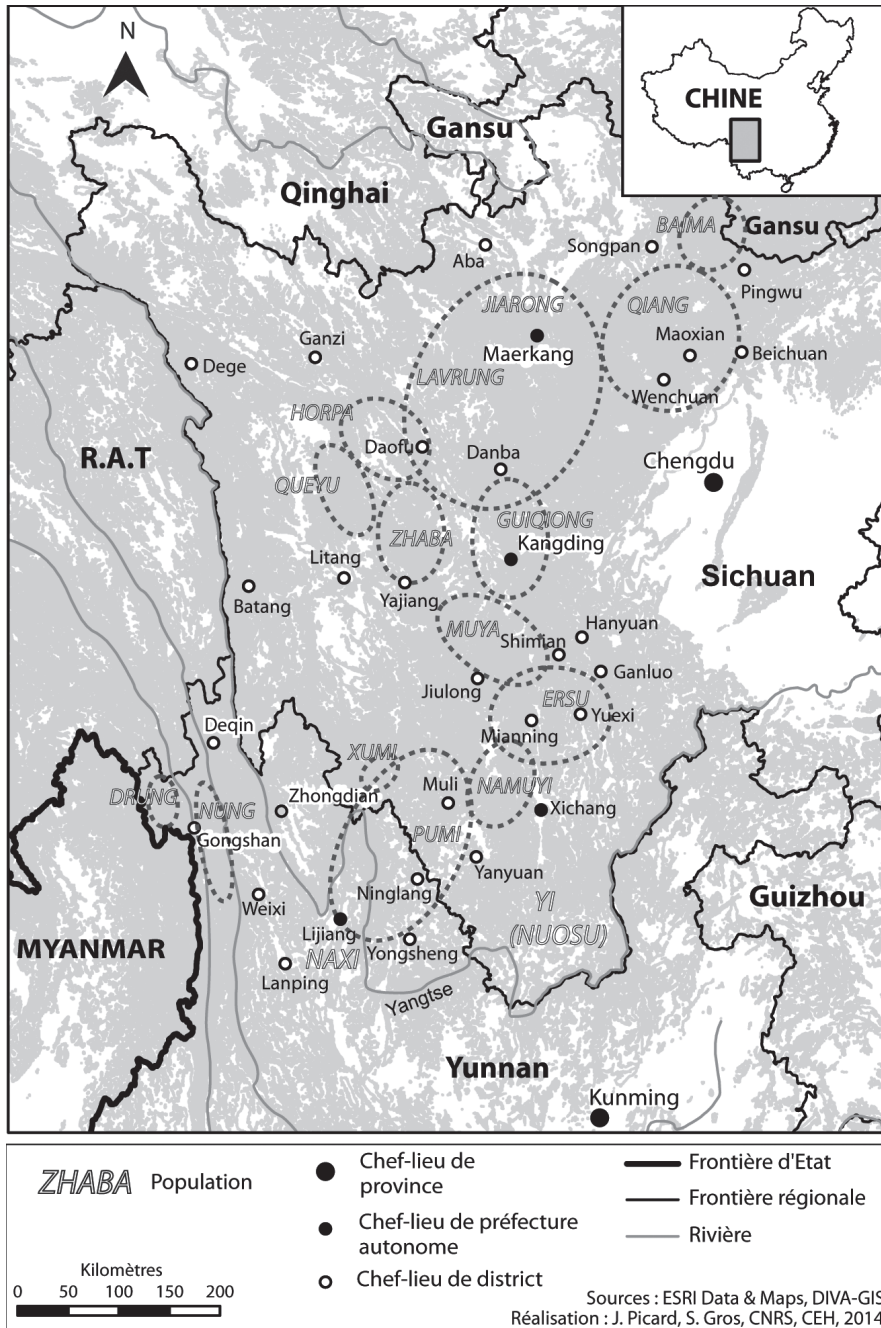 N
CHINE
Gansu
Qinghai
BAIMA
Gansu
Aba
Songpan
Pingwu
JIARONG
QIANG
Maerkang
Maoxian
Beichuan
Ganzi
Dege
LAVRUNG
Wenchuan
HORPA
Daofu
R.A.T
Danba
Chengdu
QUEYU
GUIQIONG
ZHABA
Kangding
Litang
Sichuan
Batang
Yajiang
MUYA
Hanyuan
Shiman
Ganluo
Jiulong
ERSU
Yuexi
Mianning
Deqin
XUMI
DRUNG
NUNG
Zhongdian
Muli
NAMUYI
Xichang
Gongshan
PUMI
Yanyuan
Ninglang
Weixi
YI
(NUOSU)
Guizhou
Lijiang
MYANMAR
NAXI
Yongsheng
Lanping
Yangtse
Yunnan
Kunming
ZHABA Population
Chef-lieu de
province
Chef-lieu de préfecture
autonome
Chef-lieu de district
Frontière d'Etat
Frontière régionale
Rivière
Kilomètres
0 50 100 150 200
Sources : ESRI Data & Maps, DIVA-GIS
Réalisation : J. Picard, S. Gros, CNRS, CEH, 2014